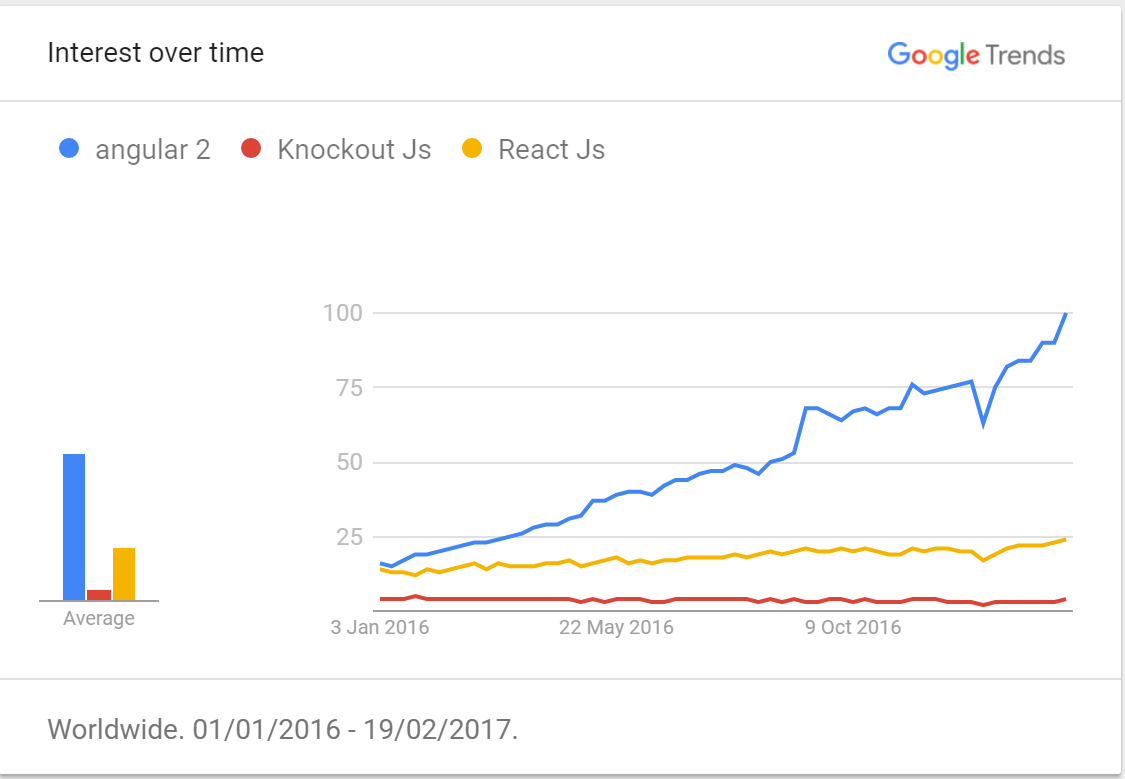 Interest over time
Google Trends
angular 2 Knockout Js React Js
100
75
50
25
Average
3 Jan 2016 22 May 2016 9 Oct 2016
Worldwide. 01/01/2016 - 19/02/2017.